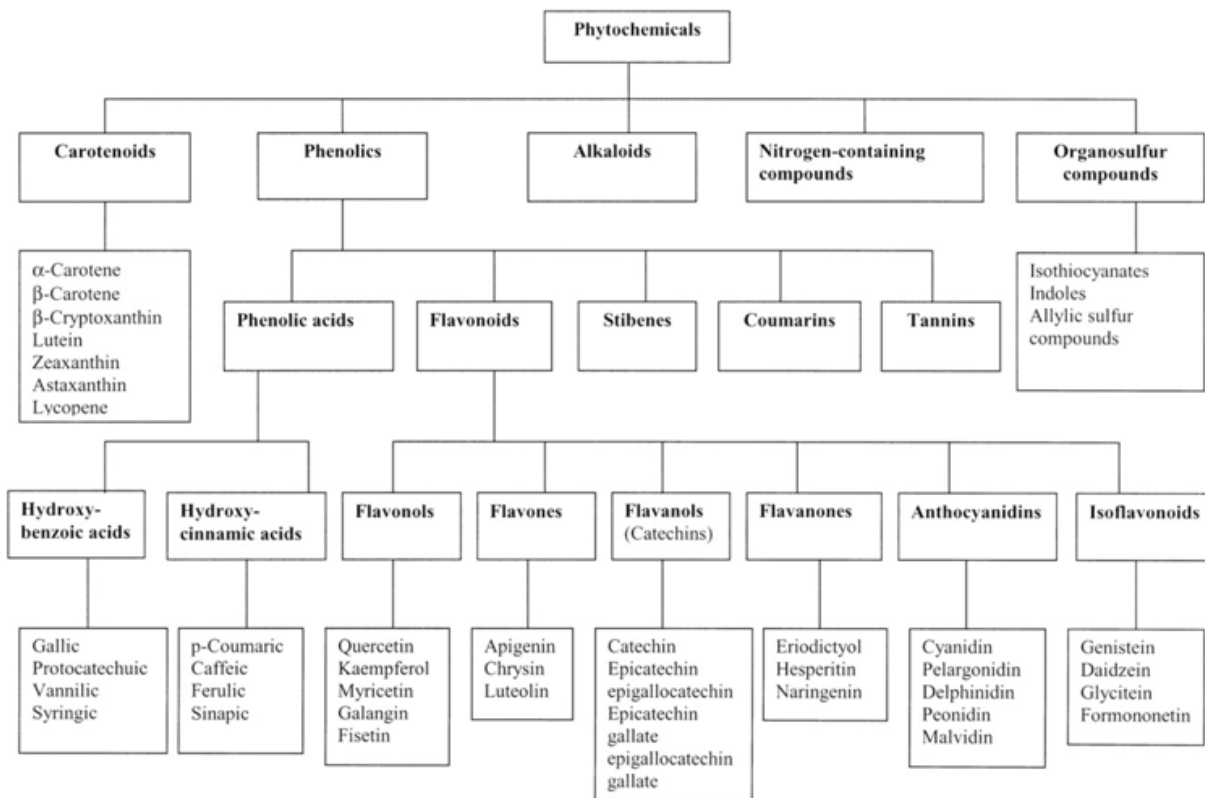 Phytochemicals
Carotenoids
Phenolics
Alkaloids
Nitrogen-containing
compounds
Organosulfur
compounds
α-Carotene
β-Carotene
β-Cryptoxanthin
Lutein
Zeaxanthin
Astaxanthin
Lycopene
Phenolic acids
Flavonoids
Stibenes
Coumarins
Tannins
Isothiocyanates
Indoles
Allylic sulfur
compounds
Hydroxy-
benzoic acids
Hydroxy-
cinnamic acids
Flavonols
Flavones
Flavanols
(Catechins)
Flavanones
Anthocyanidins
Isoflavonoids
Gallic
Protocatechuic
Vannilic
Syringic
p-Coumaric
Caffeic
Ferulic
Sinapic
Quercetin
Kaempferol
Myricetin
Galangin
Fisetin
Apigenin
Chrysin
Luteolin
Catechin
Epicatechin
epigallocatechin
Epicatechin
gallate
epigallocatechin
gallate
Eriodictyol
Hesperitin
Naringenin
Cyanidin
Pelargonidin
Delphinidin
Peonidin
Malvidin
Genistein
Daidzein
Glycitein
Formononetin